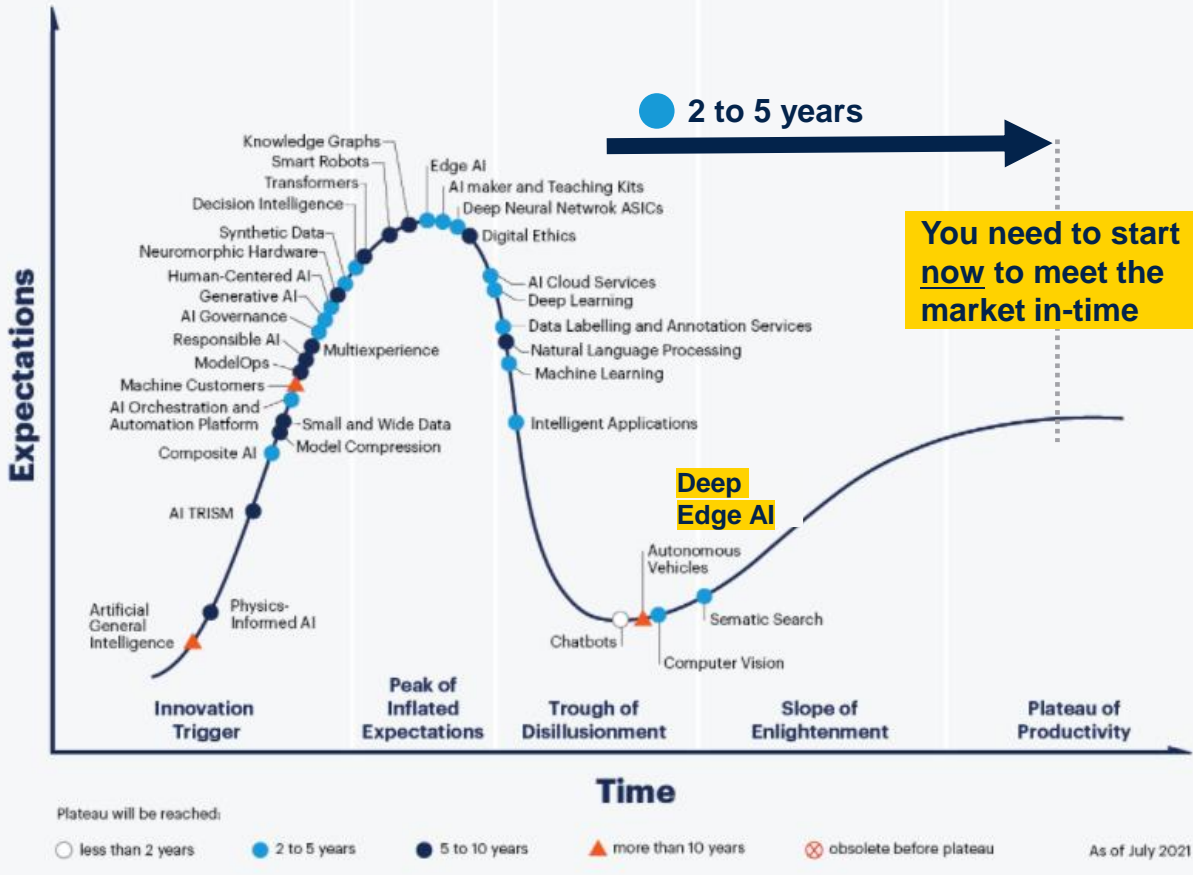 2 to 5 years
You need to start
now to meet the
market in-time
Expectations
Knowledge Graphs
Smart Robots
Transformers
Decision Intelligence
Synthetic Data
Neuromorphic Hardware
Human-Centered AI
Generative AI
AI Governance
Responsible AI
Multiexperience
ModelOps
Machine Customers
AI Orchestration and
Automation Platform
Small and Wide Data
Model Compression
Composite AI
AI TRISM
Physics-
Informed AI
Artificial
General
Intelligence
Edge AI
AI maker and Teaching Kits
Deep Neural Netwrok ASICs
Digital Ethics
AI Cloud Services
Deep Learning
Data Labelling and Annotation Services
Natural Language Processing
Machine Learning
Intelligent Applications
Deep
Edge AI
Autonomous
Vehicles
Chatbots
Computer Vision
Sematic Search
Innovation
Trigger
Peak of
Inflated
Expectations
Trough of
Disillusionment
Slope of
Enlightenment
Plateau of
Productivity
Time
Plateau will be reached:
less than 2 years
2 to 5 years
5 to 10 years
more than 10 years
obsolete before plateau
As of July 2021